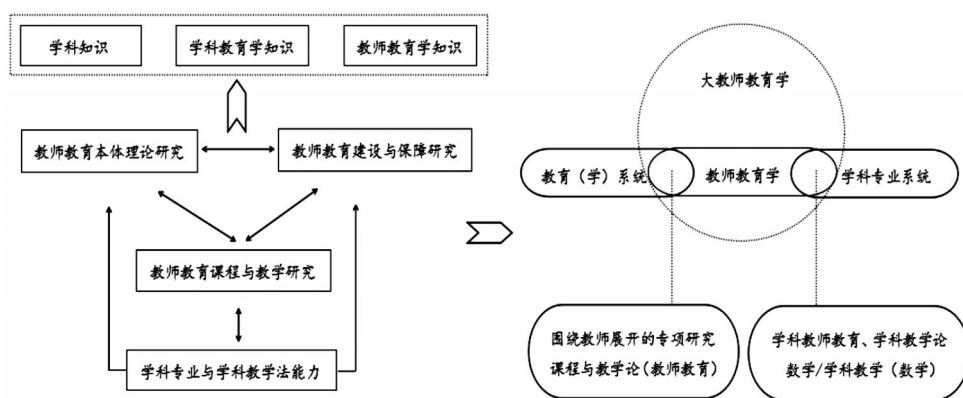 学科知识
学科教育学知识
教师教育学知识
教师教育本体理论研究
教师教育建设与保障研究
教师教育课程与教学研究
学科专业与学科教学法能力
大教师教育学
教育（学）系统
教师教育学
学科专业系统
围绕教师展开的专项研究
课程与教学论（教师教育）
学科教师教育、学科教学论
数学/学科教学（数学）